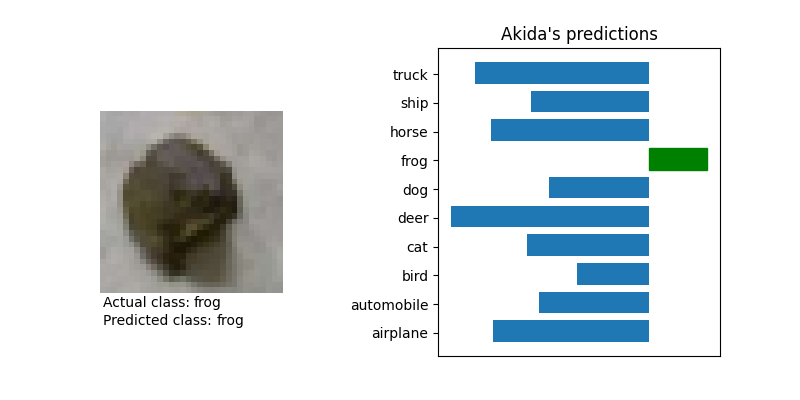 Akida's predictions
truck
ship
horse
frog
dog
deer
cat
bird
automobile
airplane
Actual class: frog
Predicted class: frog